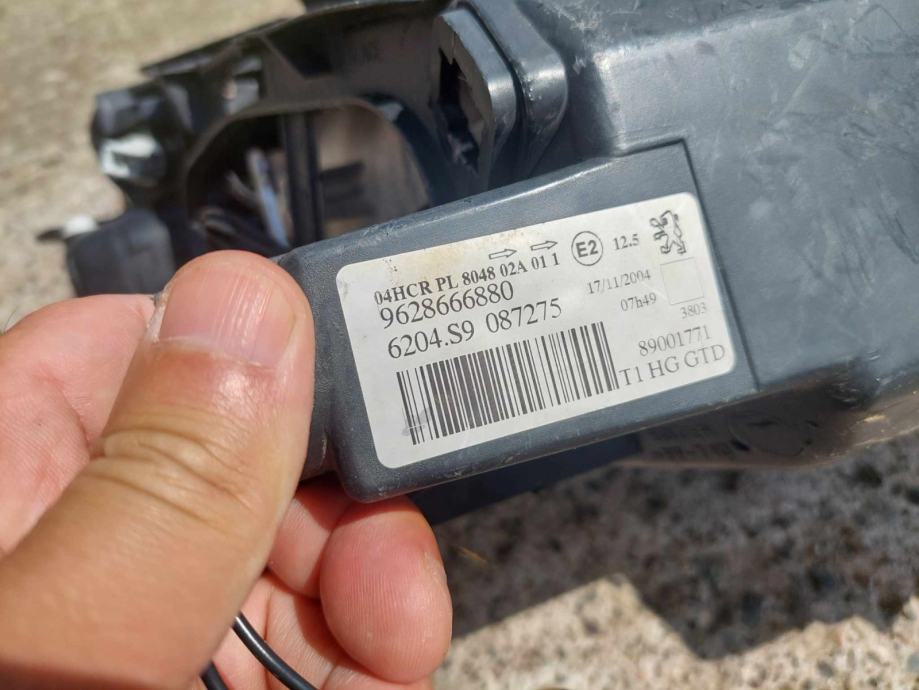 04HCR PL 8048 02A 01 1
E2
12.5
9628666880
17/11/2004
07h49
6204.S9 087275
3803
89001771
T1 HG GTD